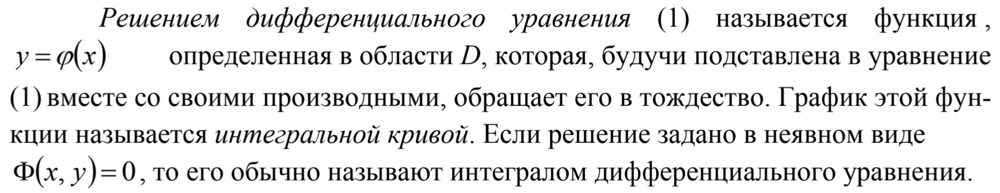 Решением дифференциального уравнения (1) называется функция ,
y = φ(x) определенная в области D, которая, будучи подставлена в уравнение
(1) вместе со своими производными, обращает его в тождество. График этой фун-
кции называется интегральной кривой. Если решение задано в неявном виде
Φ(x, y)=0, то его обычно называют интегралом дифференциального уравнения.